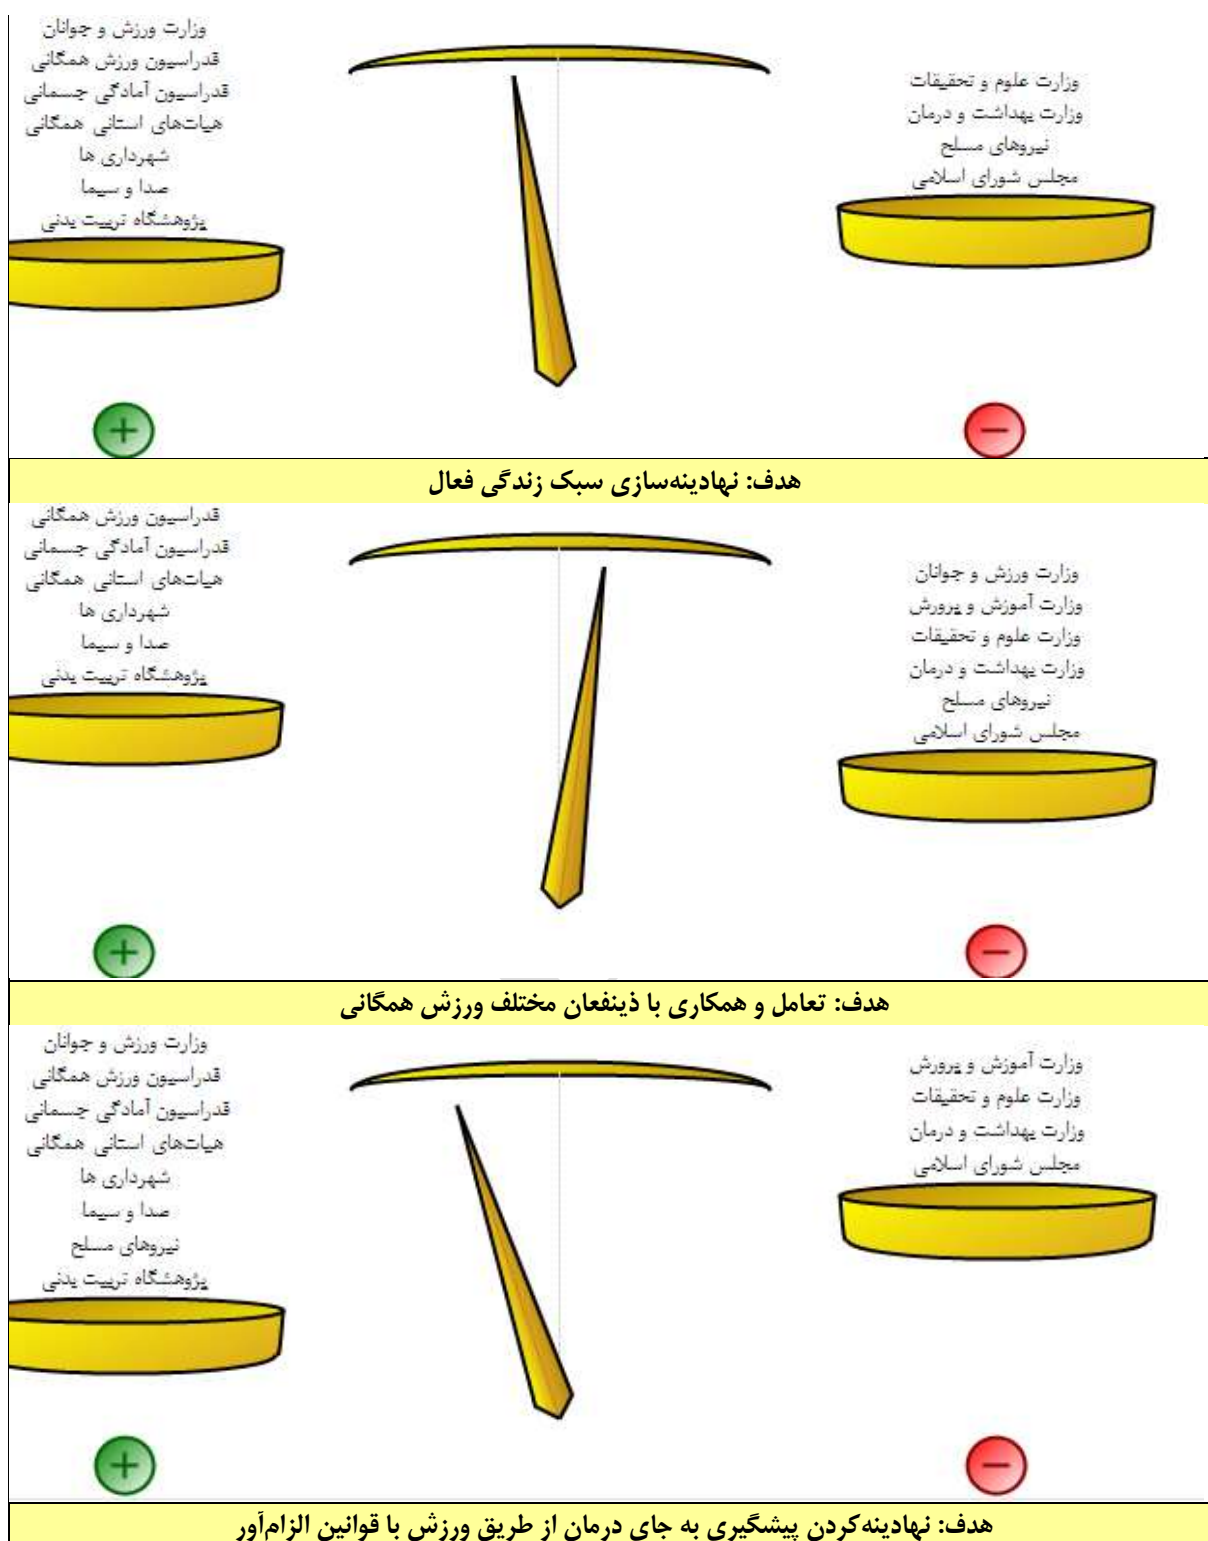 وزارت ورزش و جوانان
فدراسیون ورزش همگانی
فدراسیون آمادگی جسمانی
هیات‌های استانی همگانی
شهرداری ها
صدا و سیما
پژوهشگاه تربیت بدنی
وزارت علوم و تحقیقات
وزارت بهداشت و درمان
نیروهای مسلح
مجلس شورای اسلامی
+
−
هدف: نهادینه‌سازی سبک زندگی فعال
فدراسیون ورزش همگانی
فدراسیون آمادگی جسمانی
هیات‌های استانی همگانی
شهرداری ها
صدا و سیما
پژوهشگاه تربیت بدنی
وزارت ورزش و جوانان
وزارت آموزش و پرورش
وزارت علوم و تحقیقات
وزارت بهداشت و درمان
نیروهای مسلح
مجلس شورای اسلامی
+
−
هدف: تعامل و همکاری با ذینفعان مختلف ورزش همگانی
وزارت ورزش و جوانان
فدراسیون ورزش همگانی
فدراسیون آمادگی جسمانی
هیات‌های استانی همگانی
شهرداری ها
صدا و سیما
نیروهای مسلح
پژوهشگاه تربیت بدنی
وزارت آموزش و پرورش
وزارت علوم و تحقیقات
وزارت بهداشت و درمان
مجلس شورای اسلامی
+
−
هدف: نهادینه‌کردن پیشگیری به جای درمان از طریق ورزش با قوانین الزام‌آور